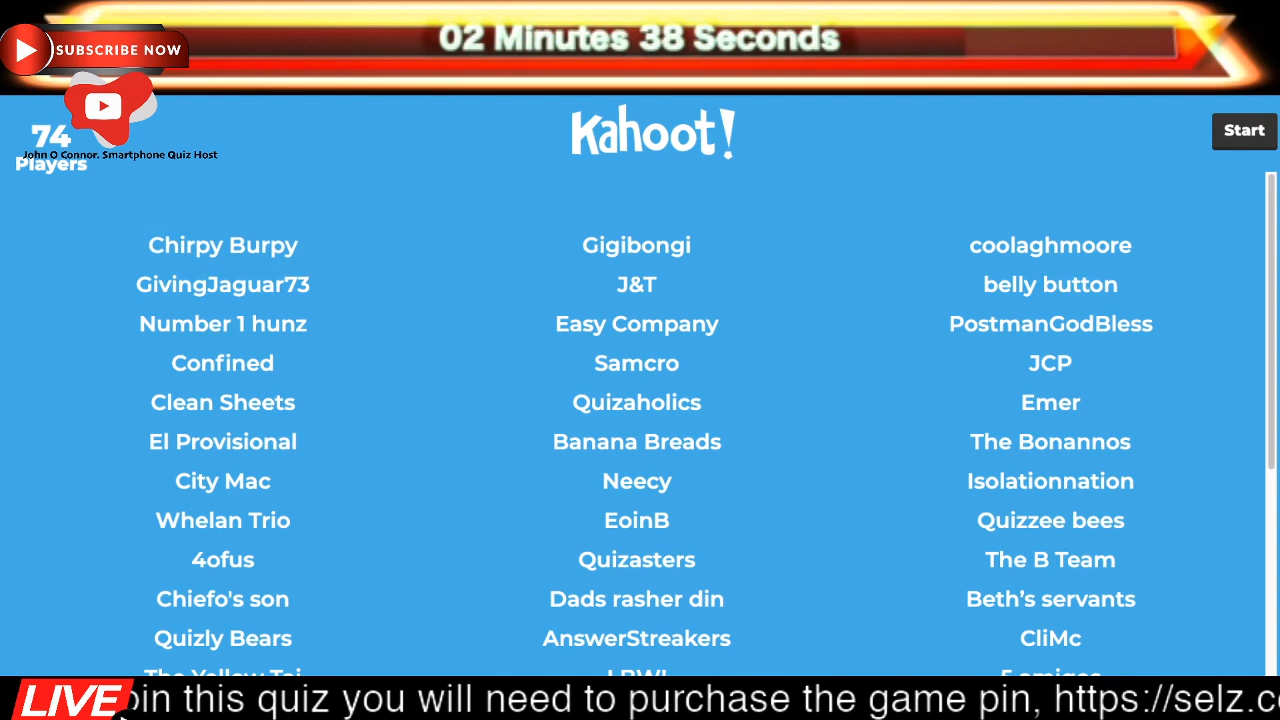 02 Minutes 38 Seconds
SUBSCRIBE NOW
Kahoot!
74
Players
John O Connor. Smartphone Quiz Host
Start
Chirpy Burpy Gigibongi coolaghmoore
GivingJaguar73 J&T belly button
Number 1 hunz Easy Company PostmanGodBless
Confined Samcro JCP
Clean Sheets Quizaholics Emer
El Provisional Banana Breads The Bonannos
City Mac Neecy Isolationnation
Whelan Trio EoinB Quizzee bees
4ofus Quizasters The B Team
Chiefo's son Dads rasher din Beth’s servants
Quizly Bears AnswerStreakers CliMc
The Yellow 5 amigos
LIVE oin this quiz you will need to purchase the game pin, https://selz.c